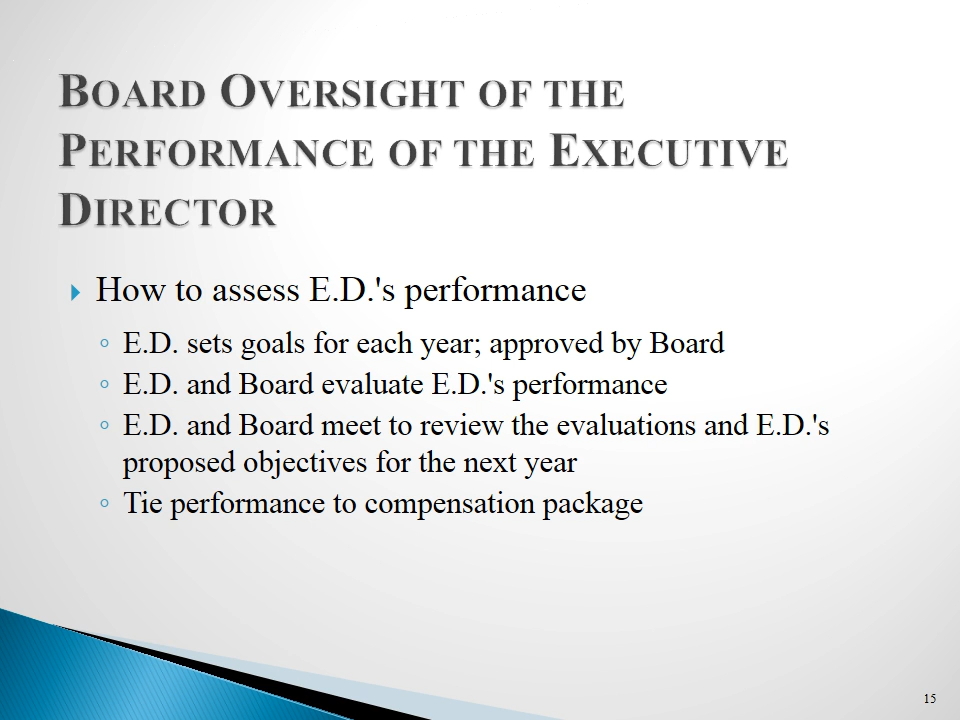 BOARD OVERSIGHT OF THE
PERFORMANCE OF THE EXECUTIVE
DIRECTOR
How to assess E.D.'s performance
E.D. sets goals for each year; approved by Board
E.D. and Board evaluate E.D.'s performance
E.D. and Board meet to review the evaluations and E.D.'s
proposed objectives for the next year
Tie performance to compensation package
15